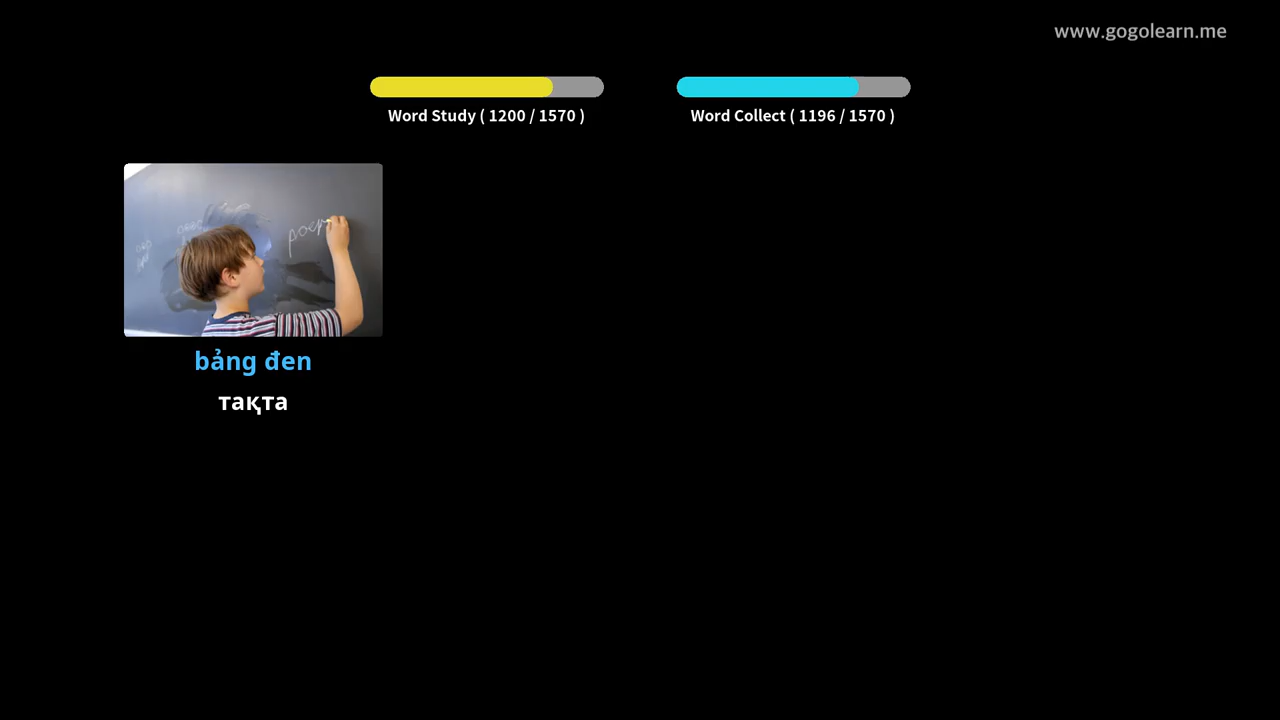 www.gogolearn.me
Word Study ( 1200 / 1570 )
Word Collect ( 1196 / 1570 )
bảng đen
тақта